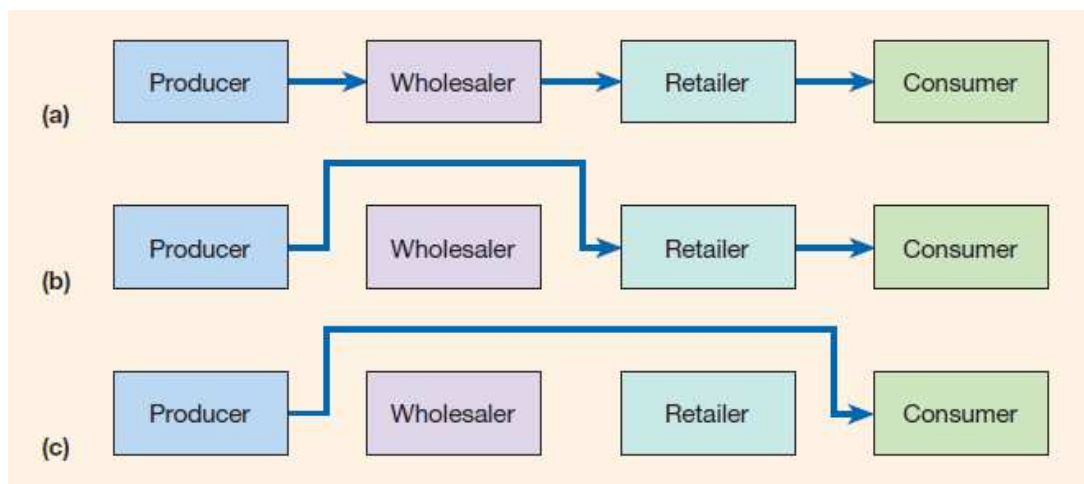 Producer Wholesaler Retailer Consumer
(a)
Producer Wholesaler Retailer Consumer
(b)
Producer Wholesaler Retailer Consumer
(c)